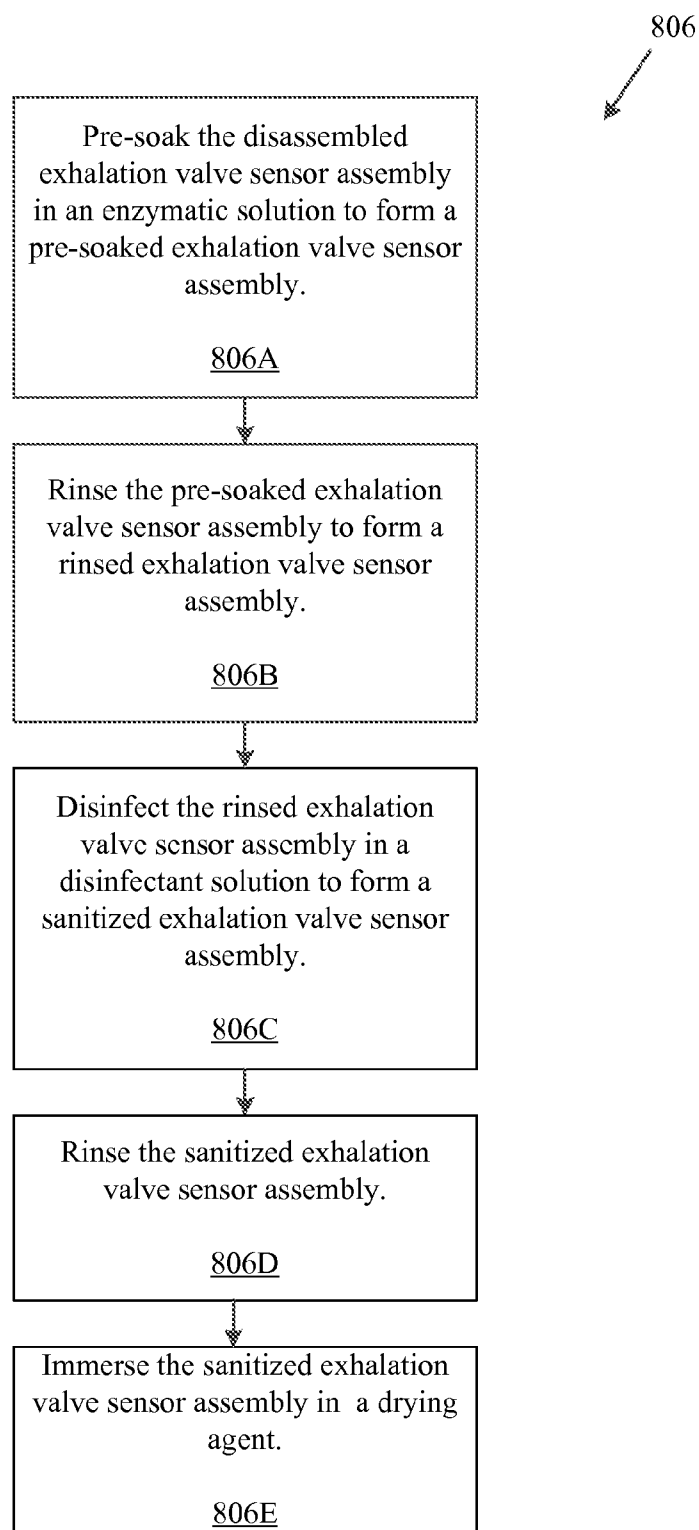 806
Pre-soak the disassembled
exhalation valve sensor assembly
in an enzymatic solution to form a
pre-soaked exhalation valve sensor
assembly.
806A
Rinse the pre-soaked exhalation
valve sensor assembly to form a
rinsed exhalation valve sensor
assembly.
806B
Disinfect the rinsed exhalation
valve sensor assembly in a
disinfectant solution to form a
sanitized exhalation valve sensor
assembly.
806C
Rinse the sanitized exhalation
valve sensor assembly.
806D
Immerse the sanitized exhalation
valve sensor assembly in a drying
agent.
806E